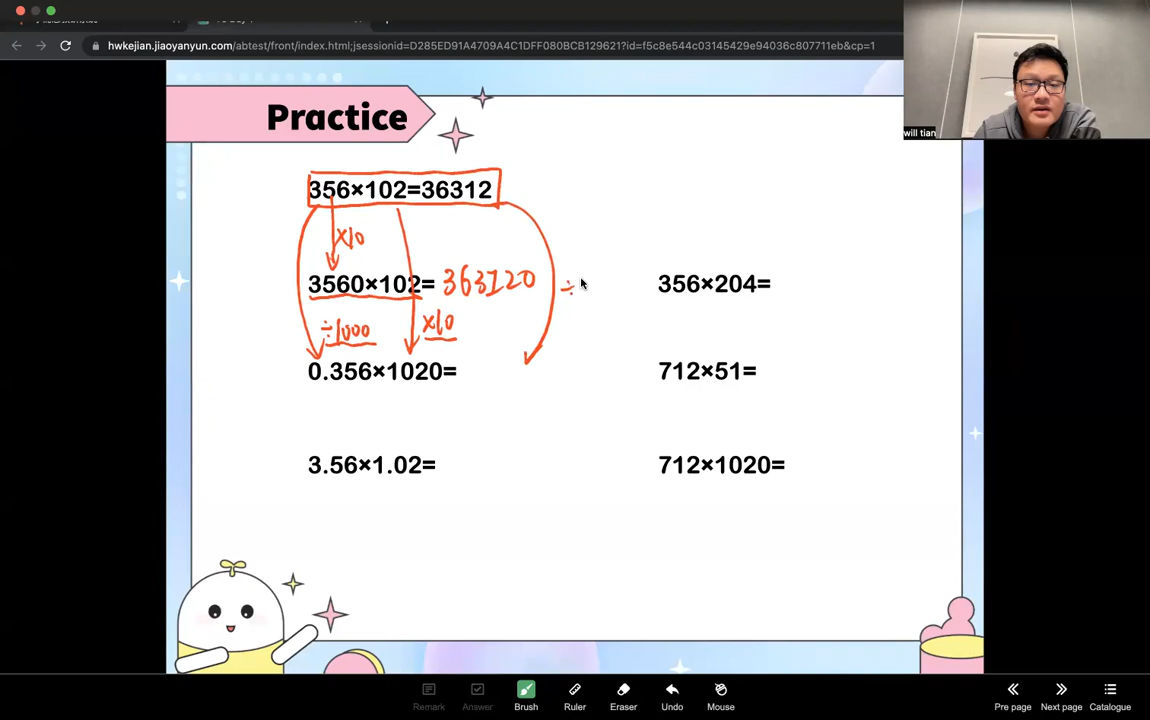 hwkejian.jiaoyanyun.com/abtest/front/index.html;jsessionid=D285ED91A4709A4C1DFF080BCB129621?id=f5c8e544c03145429e94036c807711eb&cp=1
will tian
Practice
356×102=36312
×10
3560×102= 363120
÷
356×204=
÷1000
×10
0.356×1020=
712×51=
3.56×1.02=
712×1020=
Remark
Answer
Brush
Ruler
Eraser
Undo
Mouse
Pre page
Next page
Catalogue